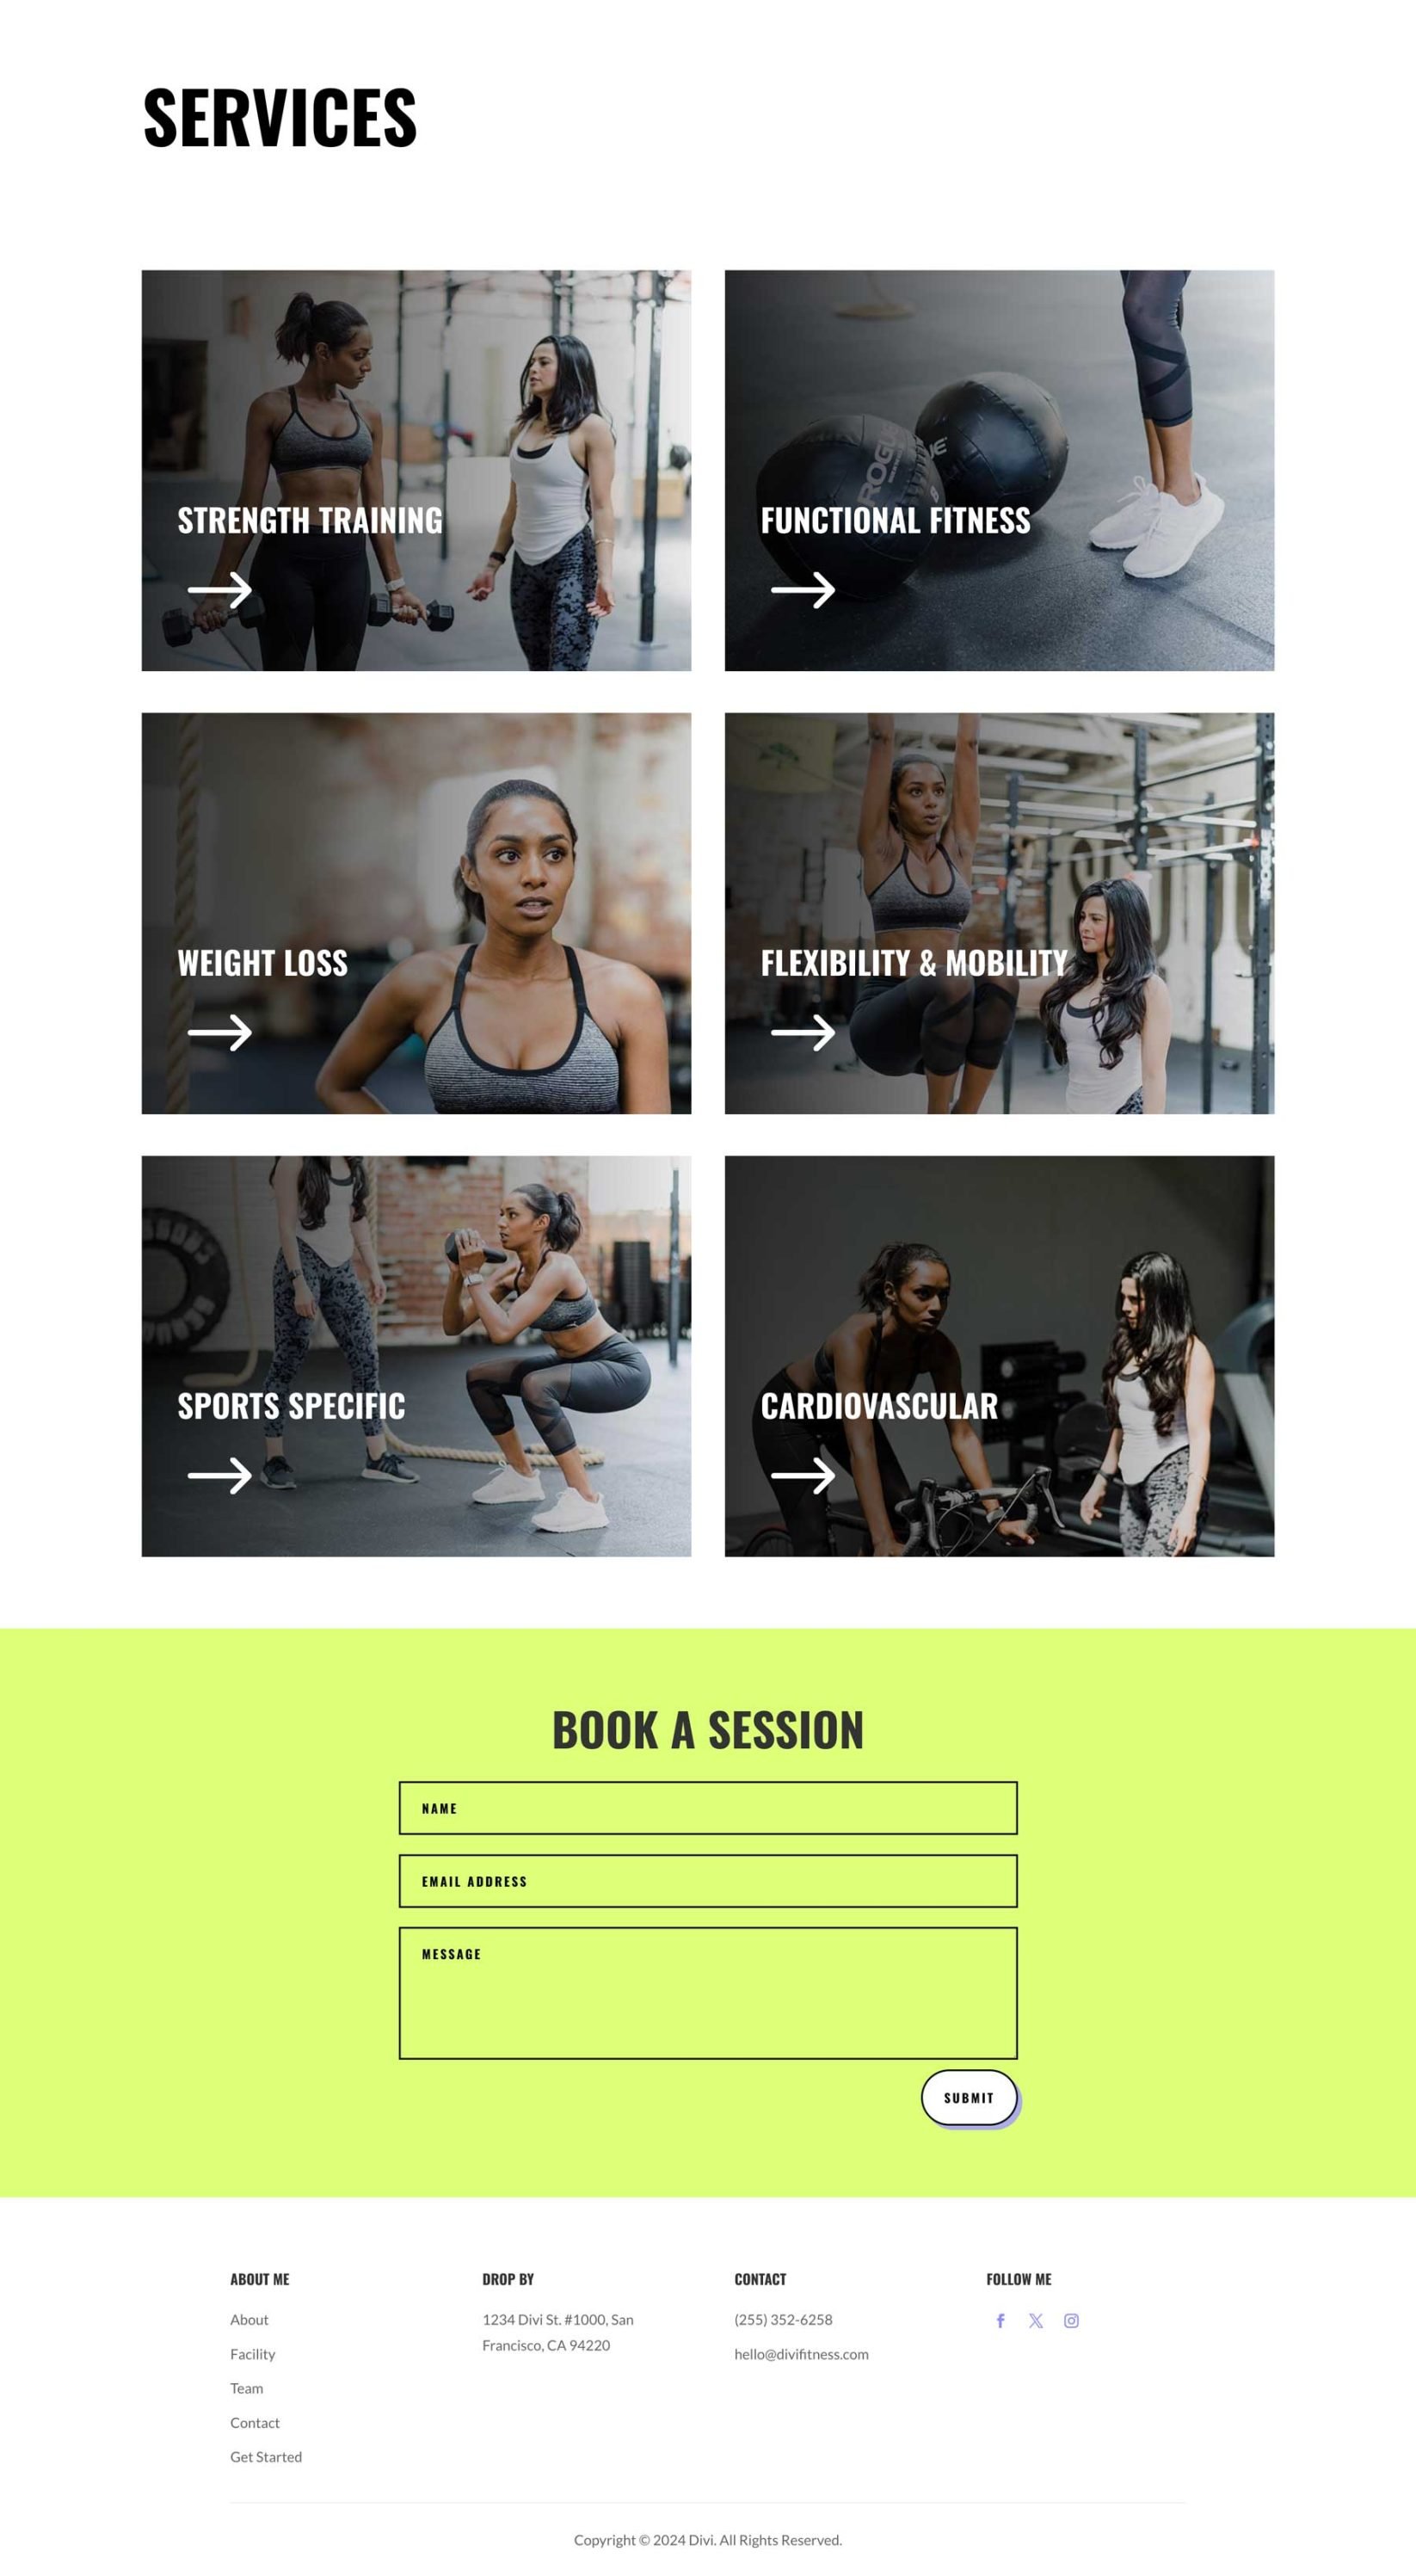 SERVICES
STRENGTH TRAINING
FUNCTIONAL FITNESS
ROGUE
WEIGHT LOSS
FLEXIBILITY & MOBILITY
ROGUE
SPORTS SPECIFIC
CARDIOVASCULAR
BOOK A SESSION
NAME
EMAIL ADDRESS
MESSAGE
SUBMIT
ABOUT ME
About
Facility
Team
Contact
Get Started
DROP BY
1234 Divi St. #1000, San
Francisco, CA 94220
CONTACT
(255) 352-6258
hello@divifitness.com
FOLLOW ME
Copyright © 2024 Divi. All Rights Reserved.